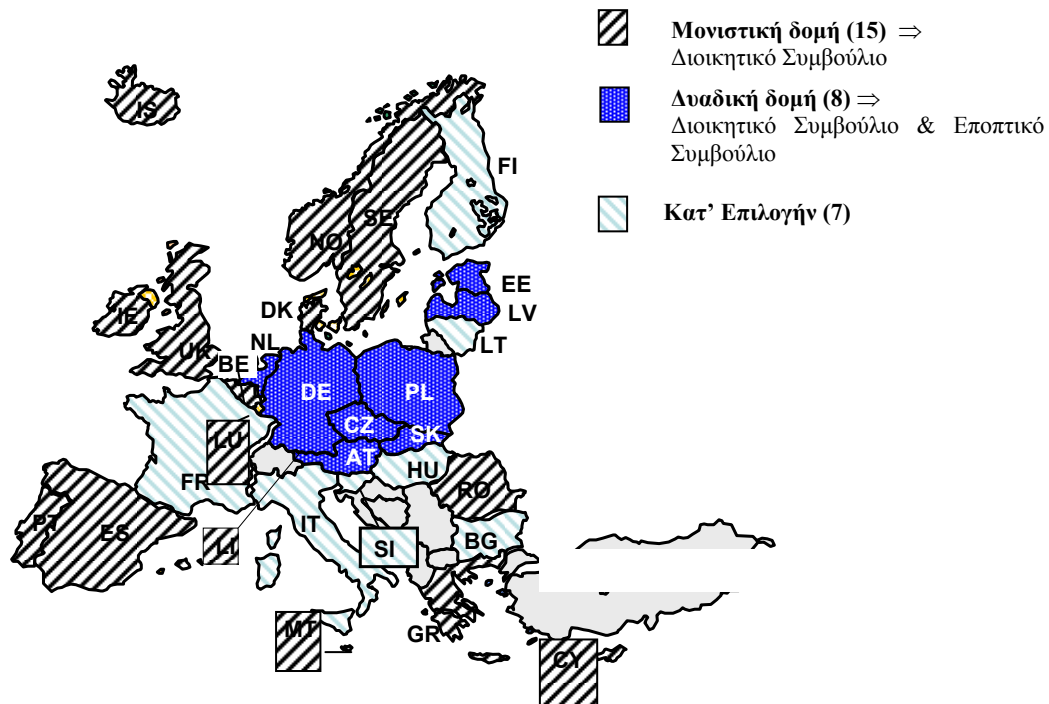 Μονιστική δομή (15) ⇒
Διοικητικό Συμβούλιο
Δυαδική δομή (8) ⇒
Διοικητικό Συμβούλιο & Εποπτικό
Συμβούλιο
Κατ’ Επιλογήν (7)
IS
FI
SE
NO
EE
LV
LT
DK
IE
UK
NL
BE
DE
PL
CZ
SK
AT
LU
HU
FR
RO
PT
ES
LI
IT
SI
BG
MT
GR
CY